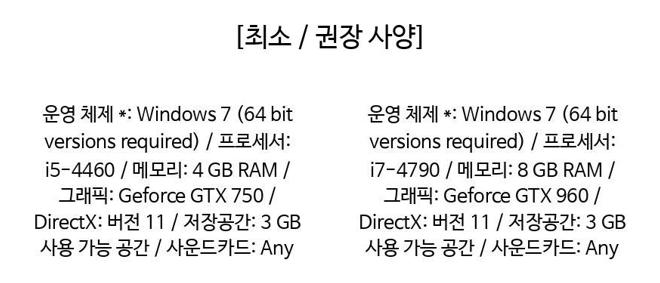 [최소 / 권장 사양]
운영 체제 *: Windows 7 (64 bit
versions required) / 프로세서:
i5-4460 / 메모리: 4 GB RAM /
그래픽: Geforce GTX 750 /
DirectX: 버전 11 / 저장공간: 3 GB
사용 가능 공간 / 사운드카드: Any
운영 체제 *: Windows 7 (64 bit
versions required) / 프로세서:
i7-4790 / 메모리: 8 GB RAM /
그래픽: Geforce GTX 960 /
DirectX: 버전 11 / 저장공간: 3 GB
사용 가능 공간 / 사운드카드: Any